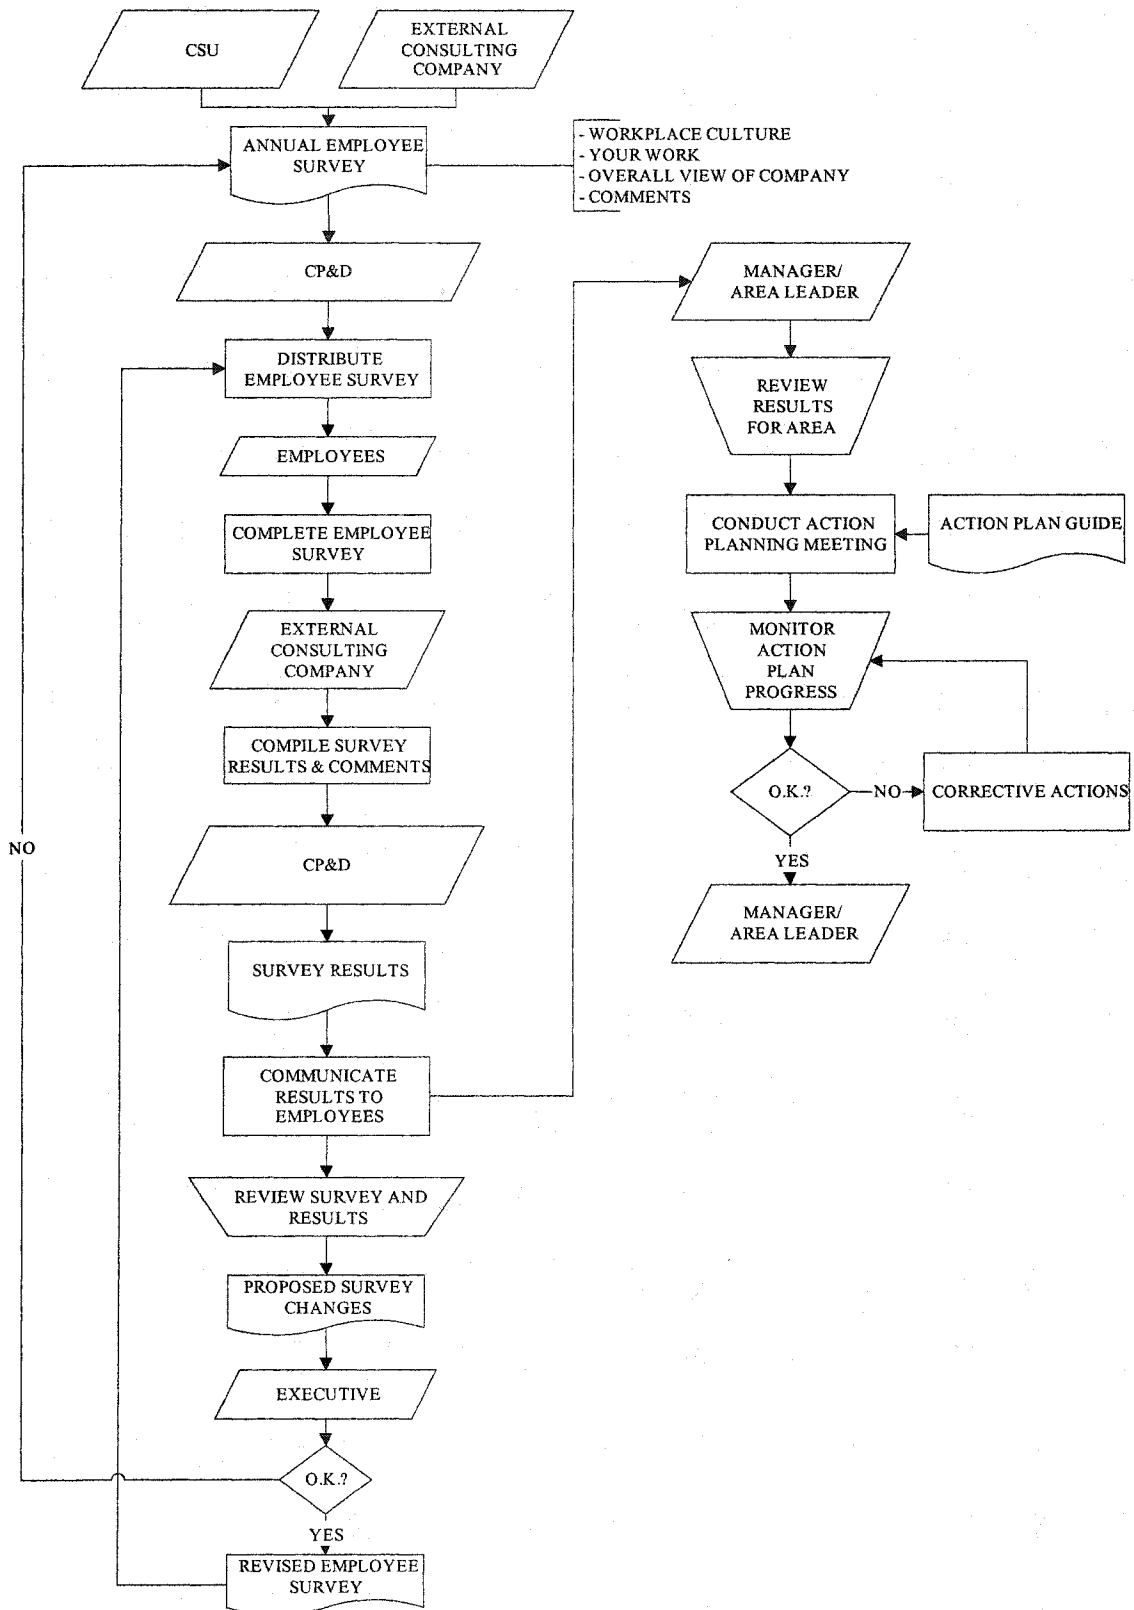 CSU
EXTERNAL
CONSULTING
COMPANY
ANNUAL EMPLOYEE
SURVEY
- WORKPLACE CULTURE
- YOUR WORK
- OVERALL VIEW OF COMPANY
- COMMENTS
CP&D
DISTRIBUTE
EMPLOYEE SURVEY
EMPLOYEES
COMPLETE EMPLOYEE
SURVEY
EXTERNAL
CONSULTING
COMPANY
COMPILE SURVEY
RESULTS & COMMENTS
CP&D
SURVEY RESULTS
COMMUNICATE
RESULTS TO
EMPLOYEES
REVIEW SURVEY AND
RESULTS
PROPOSED SURVEY
CHANGES
EXECUTIVE
O.K.?
NO
YES
REVISED EMPLOYEE
SURVEY
MANAGER/
AREA LEADER
REVIEW
RESULTS
FOR AREA
CONDUCT ACTION
PLANNING MEETING
ACTION PLAN GUIDE
MONITOR
ACTION
PLAN
PROGRESS
O.K.?
NO
CORRECTIVE ACTIONS
YES
MANAGER/
AREA LEADER